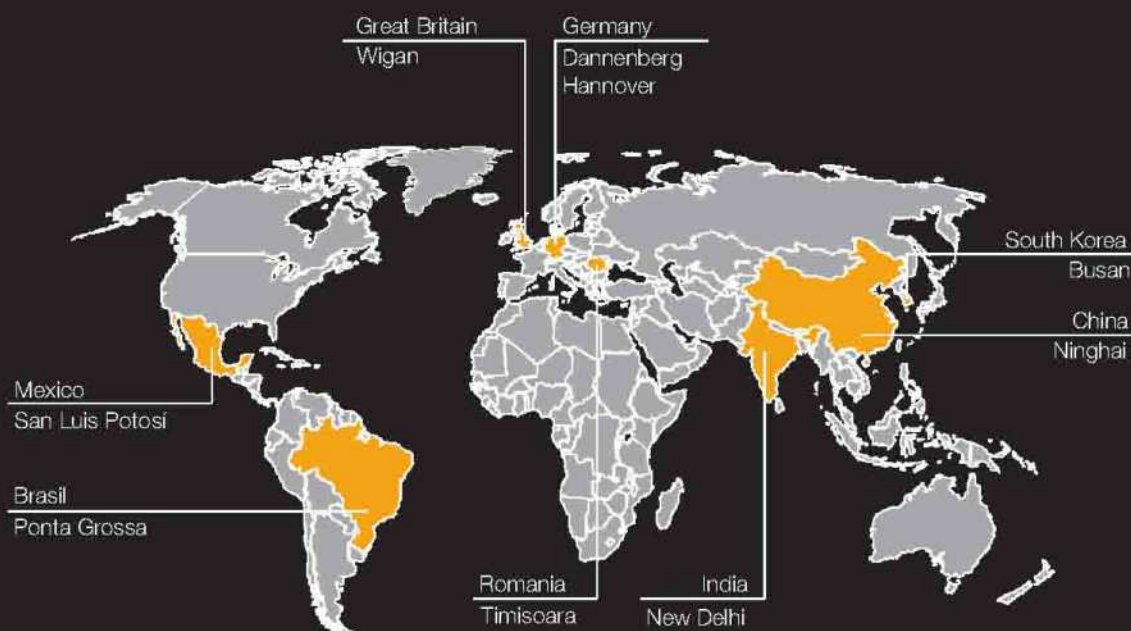 Great Britain
Wigan
Germany
Dannenberg
Hannover
South Korea
Busan
China
Ninghai
Mexico
San Luis Potosí
Brasil
Ponta Grossa
Romania
Timisoara
India
New Delhi